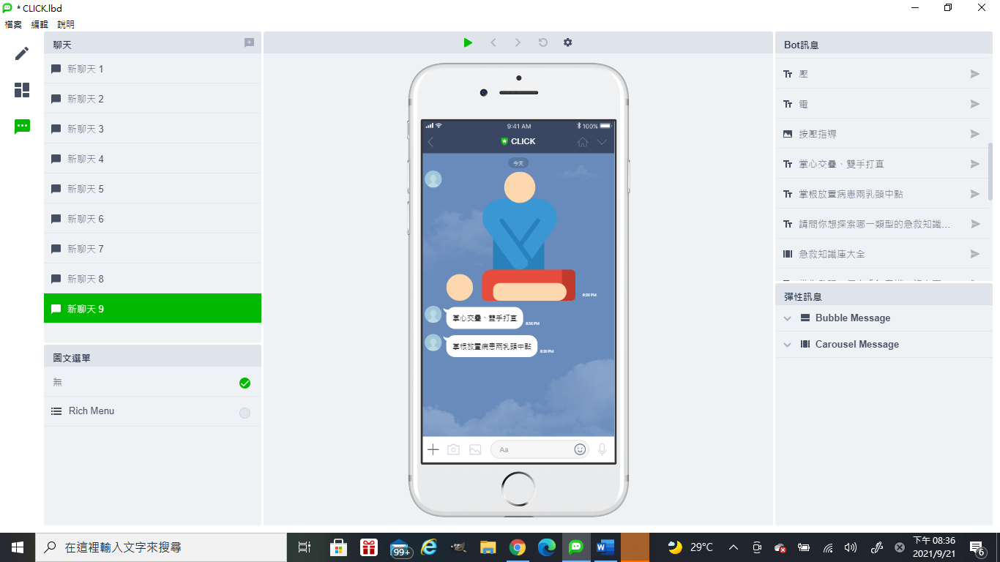 * CLICK.lbd
檔案 編輯 說明
聊天
新聊天 1
新聊天 2
新聊天 3
新聊天 4
新聊天 5
新聊天 6
新聊天 7
新聊天 8
新聊天 9
圖文選單
無
Rich Menu
9:41 AM
100%
CLICK
今天
8:36 PM
掌心交疊、雙手打直
8:36 PM
掌根放置病患兩乳頭中點
8:36 PM
Aa
Bot訊息
壓
電
按壓指導
掌心交疊、雙手打直
掌根放置病患兩乳頭中點
請問你想探索哪一類型的急救知識...
急救知識庫大全
彈性訊息
Bubble Message
Carousel Message
在這裡輸入文字來搜尋
99+
29°C
下午 08:36
2021/9/21
6